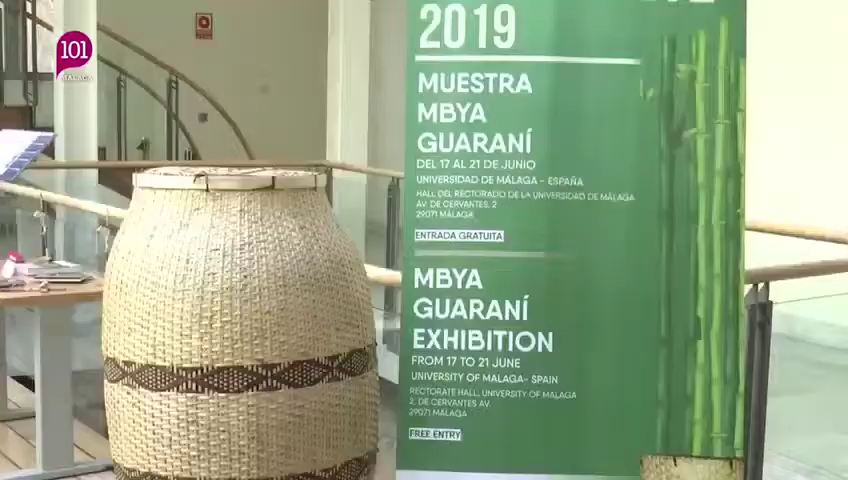 101
MÁLAGA
2019
MUESTRA
MBYA
GUARANÍ
DEL 17 AL 21 DE JUNIO
UNIVERSIDAD DE MÁLAGA - ESPAÑA
HALL DEL RECTORADO DE LA UNIVERSIDAD DE MÁLAGA
AV. DE CERVANTES, 2
29071 MÁLAGA
ENTRADA GRATUITA
MBYA
GUARANÍ
EXHIBITION
FROM 17 TO 21 JUNE
UNIVERSITY OF MALAGA- SPAIN
RECTORATE HALL, UNIVERSITY OF MALAGA
2, DE CERVANTES AV.
29071 MÁLAGA
FREE ENTRY